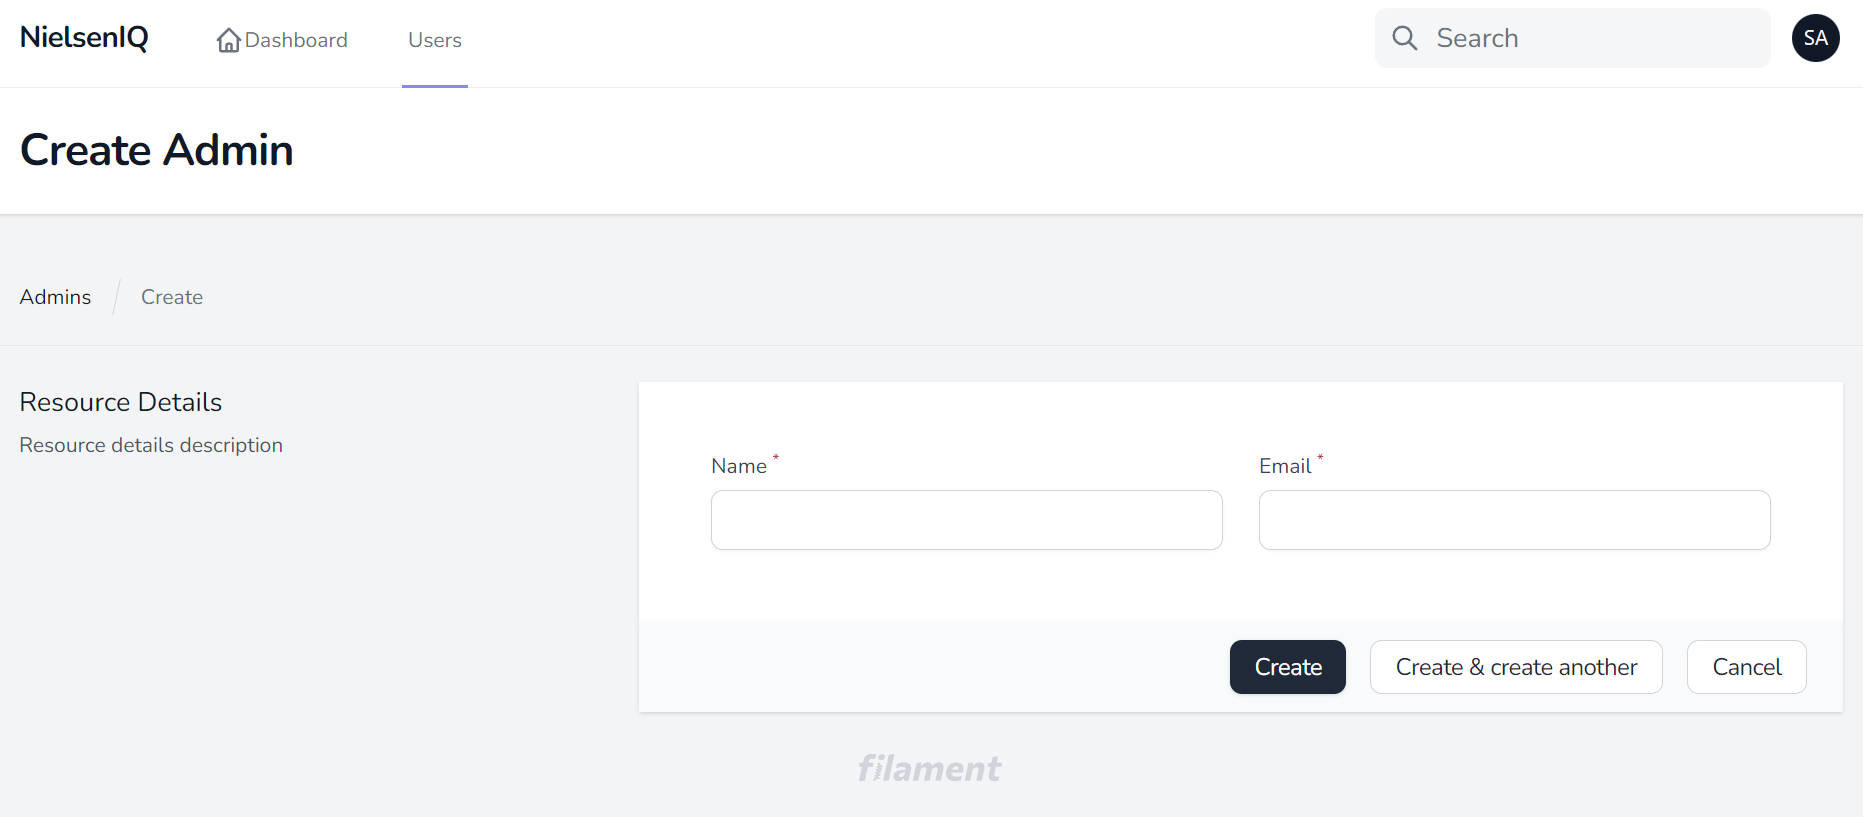 NielsenIQ Dashboard Users Search SA
Create Admin
Admins / Create
Resource Details
Resource details description
Name * Email *
Create Create & create another Cancel
filament